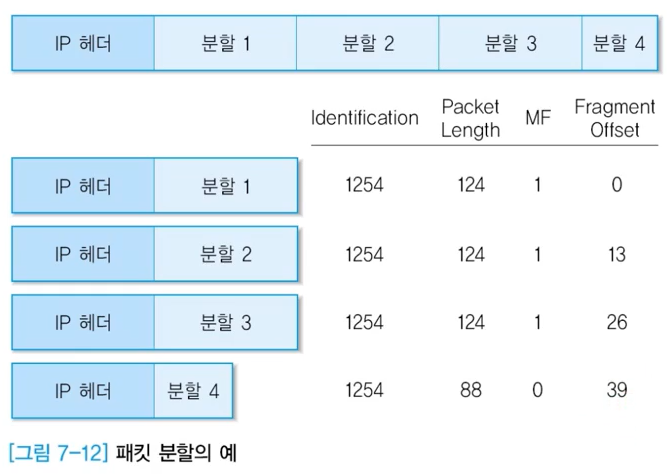 IP 헤더 분할 1 분할 2 분할 3 분할 4
Identification Packet Length MF Fragment Offset
IP 헤더 분할 1 1254 124 1 0
IP 헤더 분할 2 1254 124 1 13
IP 헤더 분할 3 1254 124 1 26
IP 헤더 분할 4 1254 88 0 39
[그림 7-12] 패킷 분할의 예